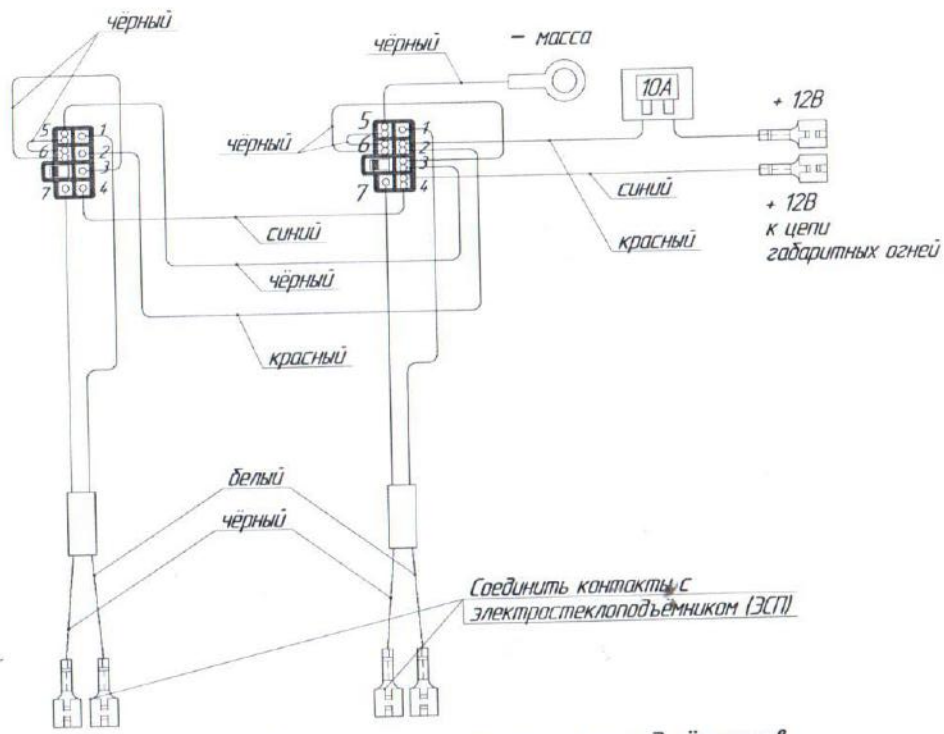 чёрный
чёрный
- масса
10А
+ 12В
5 1
6 2
3
7 4
чёрный
5 1
6 2
3
7 4
синий
+ 12В
к цепи
габаритных огней
синий
красный
чёрный
красный
белый
чёрный
Соединить контакты с
электростеклоподъёмником (ЭСП)